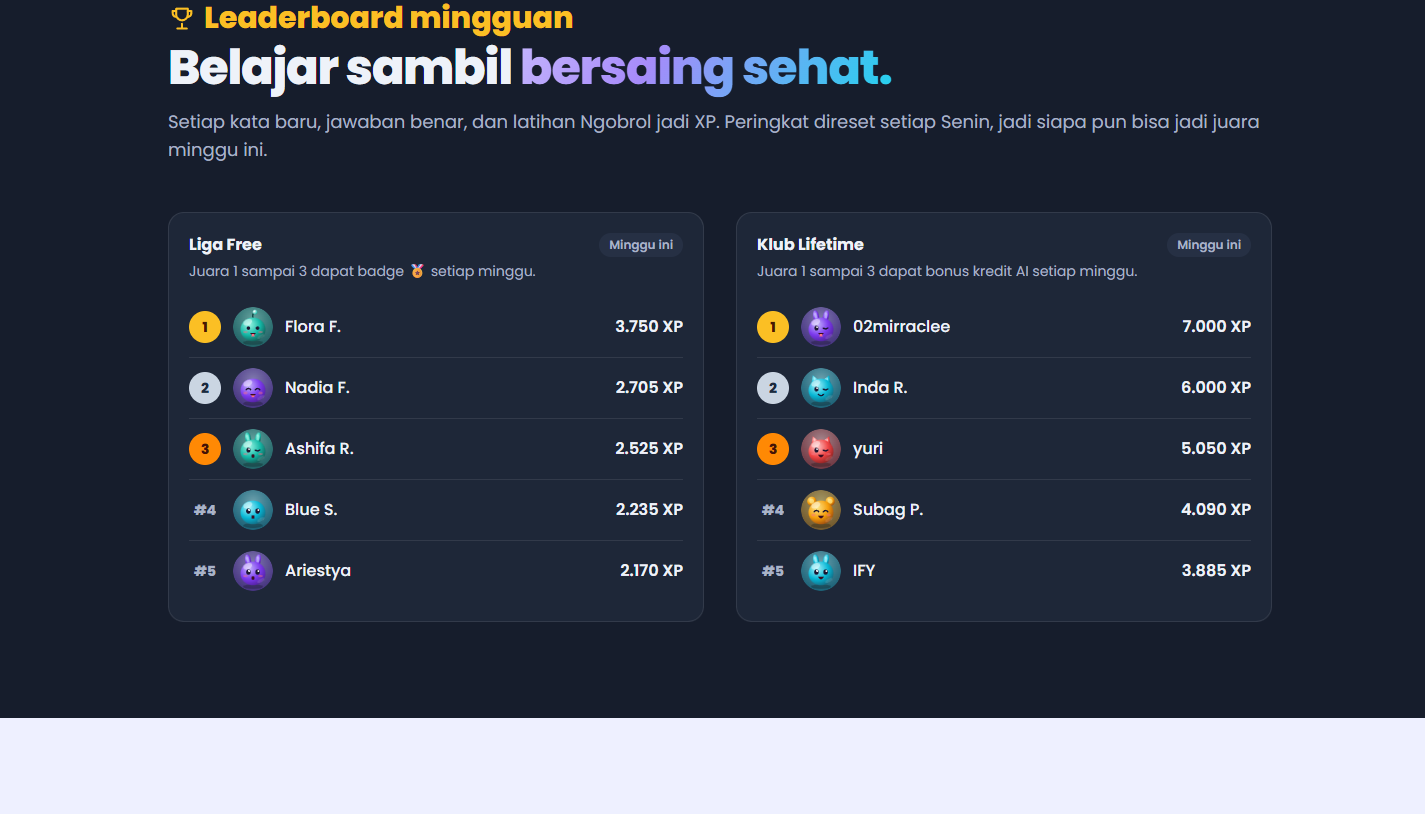 Leaderboard mingguan
Belajar sambil bersaing sehat.
Setiap kata baru, jawaban benar, dan latihan Ngobrol jadi XP. Peringkat direset setiap Senin, jadi siapa pun bisa jadi juara
minggu ini.
Liga Free
Minggu ini
Juara 1 sampai 3 dapat badge 🏅 setiap minggu.
1 Flora F. 3.750 XP
2 Nadia F. 2.705 XP
3 Ashifa R. 2.525 XP
#4 Blue S. 2.235 XP
#5 Ariestya 2.170 XP
Klub Lifetime
Minggu ini
Juara 1 sampai 3 dapat bonus kredit AI setiap minggu.
1 02mirraclee 7.000 XP
2 Inda R. 6.000 XP
3 yuri 5.050 XP
#4 Subag P. 4.090 XP
#5 IFY 3.885 XP